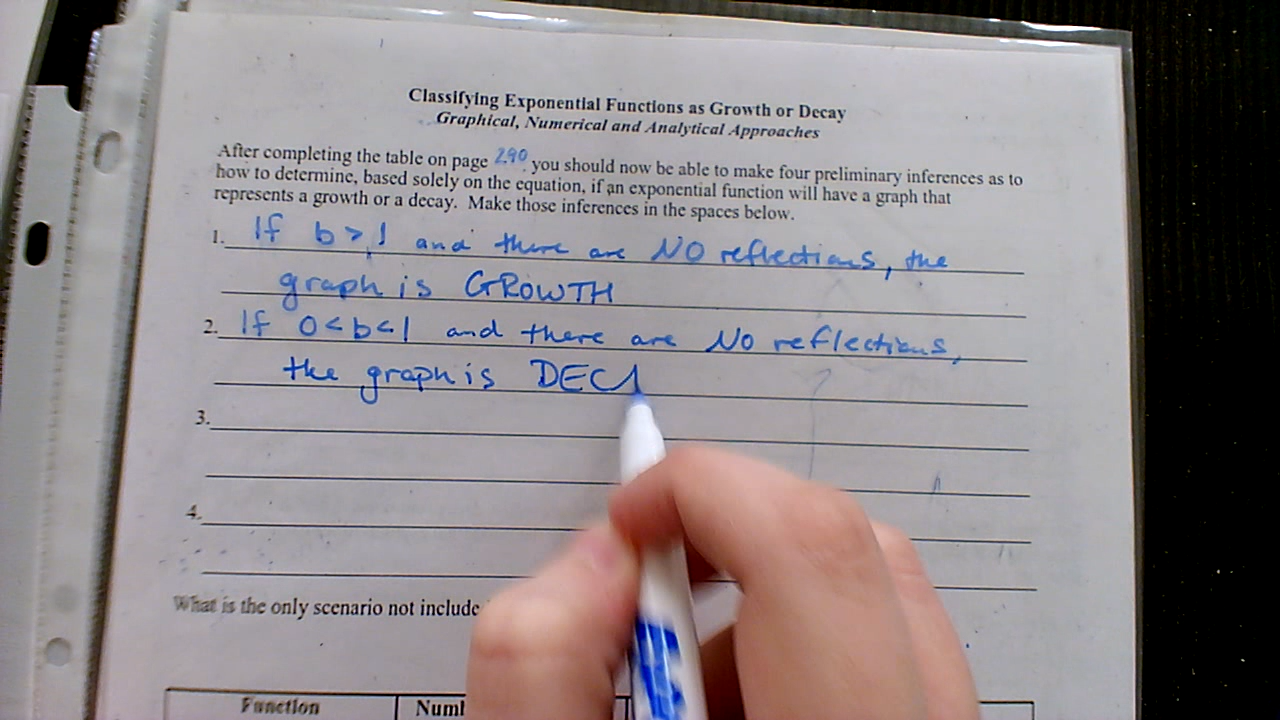 Classifying Exponential Functions as Growth or Decay
Graphical, Numerical and Analytical Approaches
After completing the table on page 290, you should now be able to make four preliminary inferences as to
how to determine, based solely on the equation, if an exponential function will have a graph that
represents a growth or a decay. Make those inferences in the spaces below.
1. If b > 1 and there are NO reflections, the
graph is GROWTH
2. If 0 < b < 1 and there are NO reflections,
the graph is DECA
3.
4.
What is the only scenario not include
Function Numb